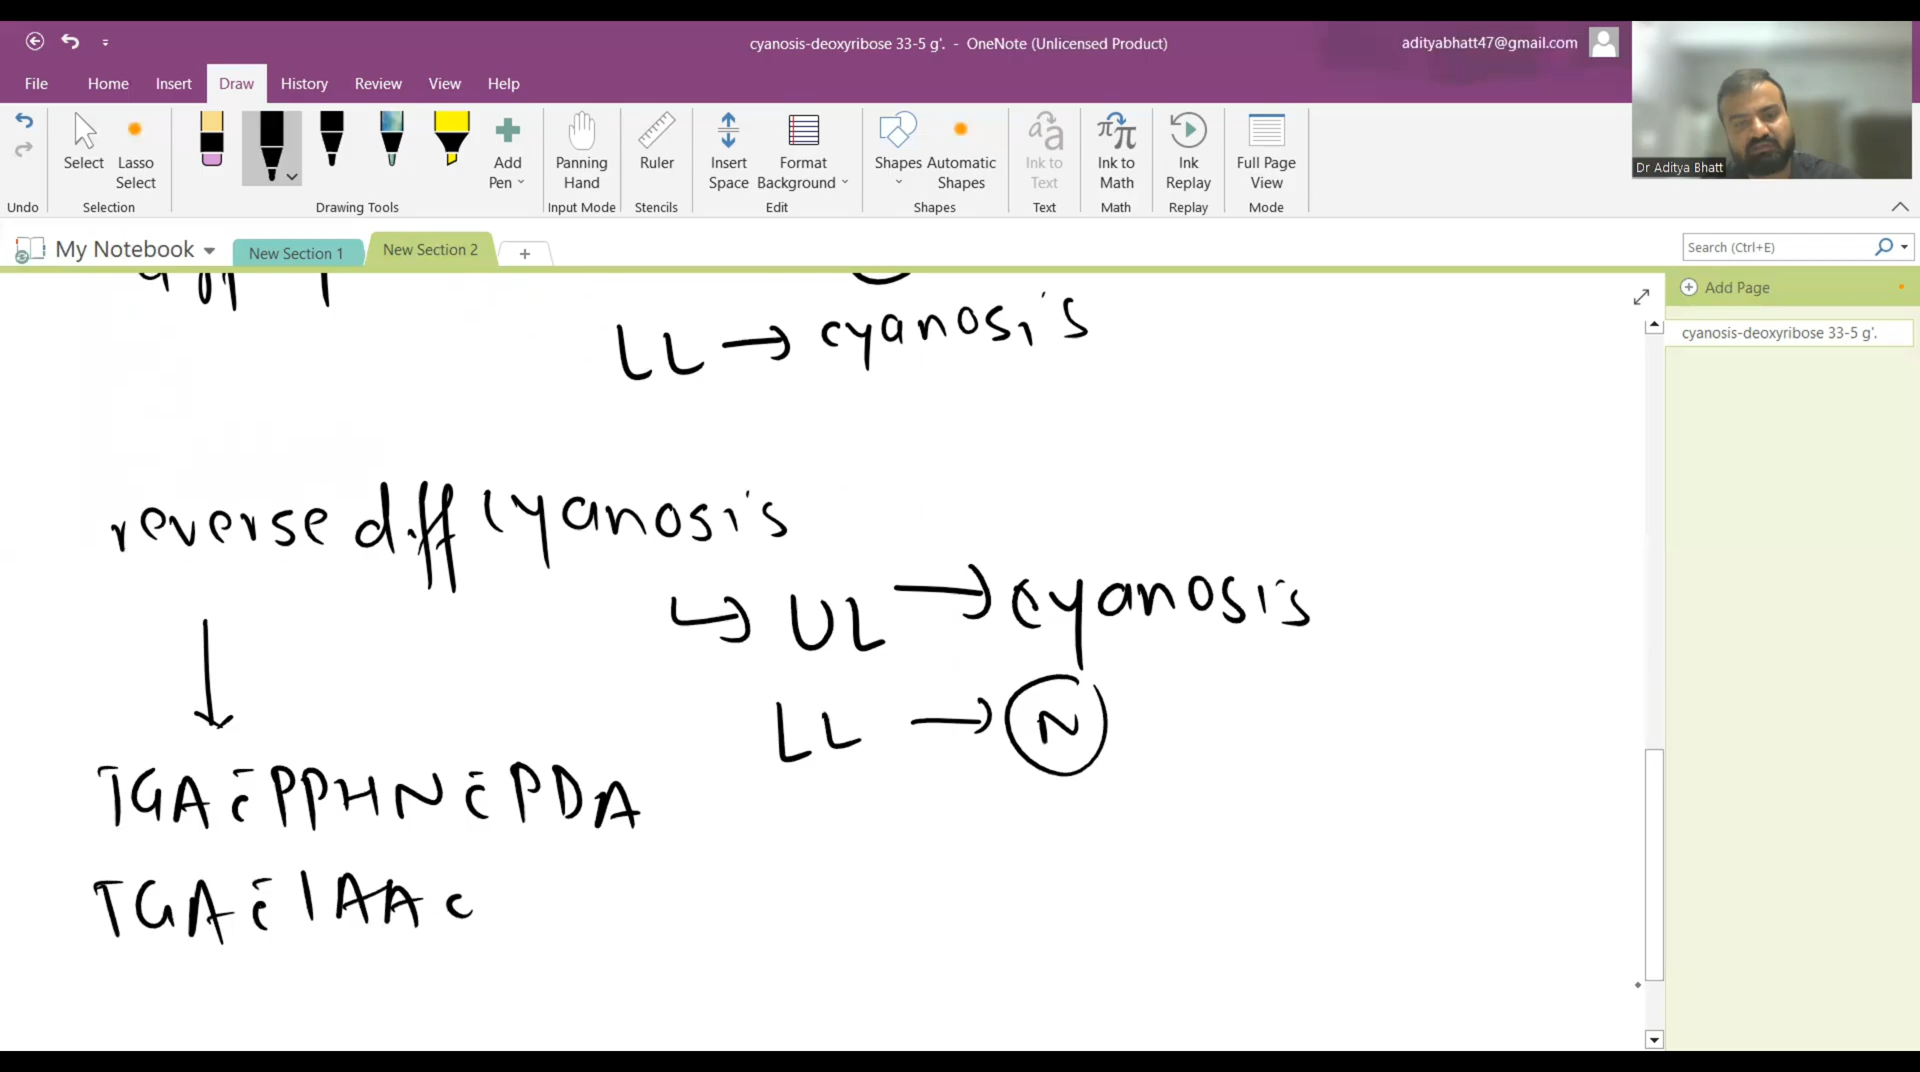 cyanosis-deoxyribose 33-5 g'. - OneNote (Unlicensed Product)
adityabhatt47@gmail.com
File Home Insert Draw History Review View Help
Select Lasso Select Add Pen Panning Hand Ruler Insert Space Format Background Shapes Automatic Shapes Ink to Text Ink to Math Ink Replay Full Page View
Dr Aditya Bhatt
Undo Selection Drawing Tools Input Mode Stencils Edit Shapes Text Math Replay Mode
My Notebook New Section 1 New Section 2 +
Search (Ctrl+E)
Add Page
cyanosis-deoxyribose 33-5 g'.
LL → cyanosis
reverse diff cyanosis
↳ UL → cyanosis
LL → N
TGA c̄ PPHN c̄ PDA
TGA c̄ IAA c